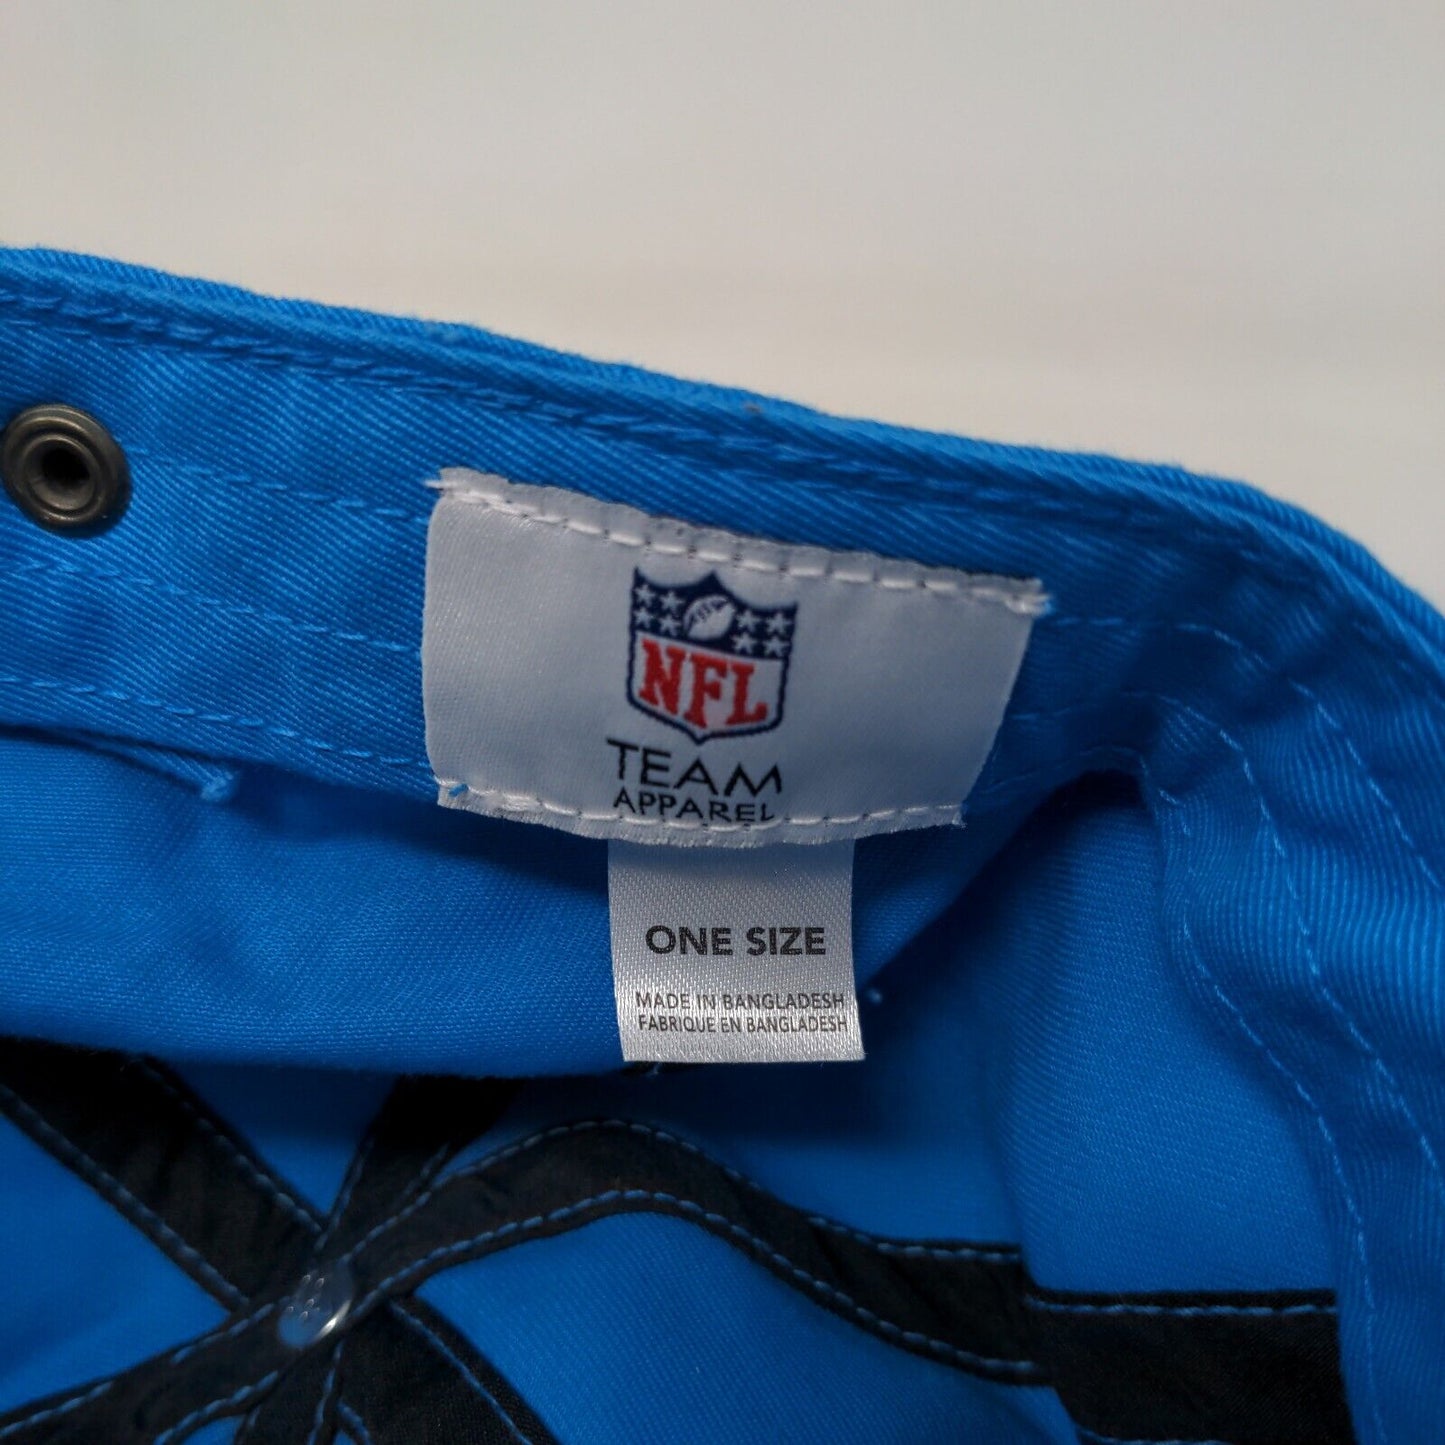 NFL
TEAM
APPAREL
ONE SIZE
MADE IN BANGLADESH
FABRIQUE EN BANGLADESH